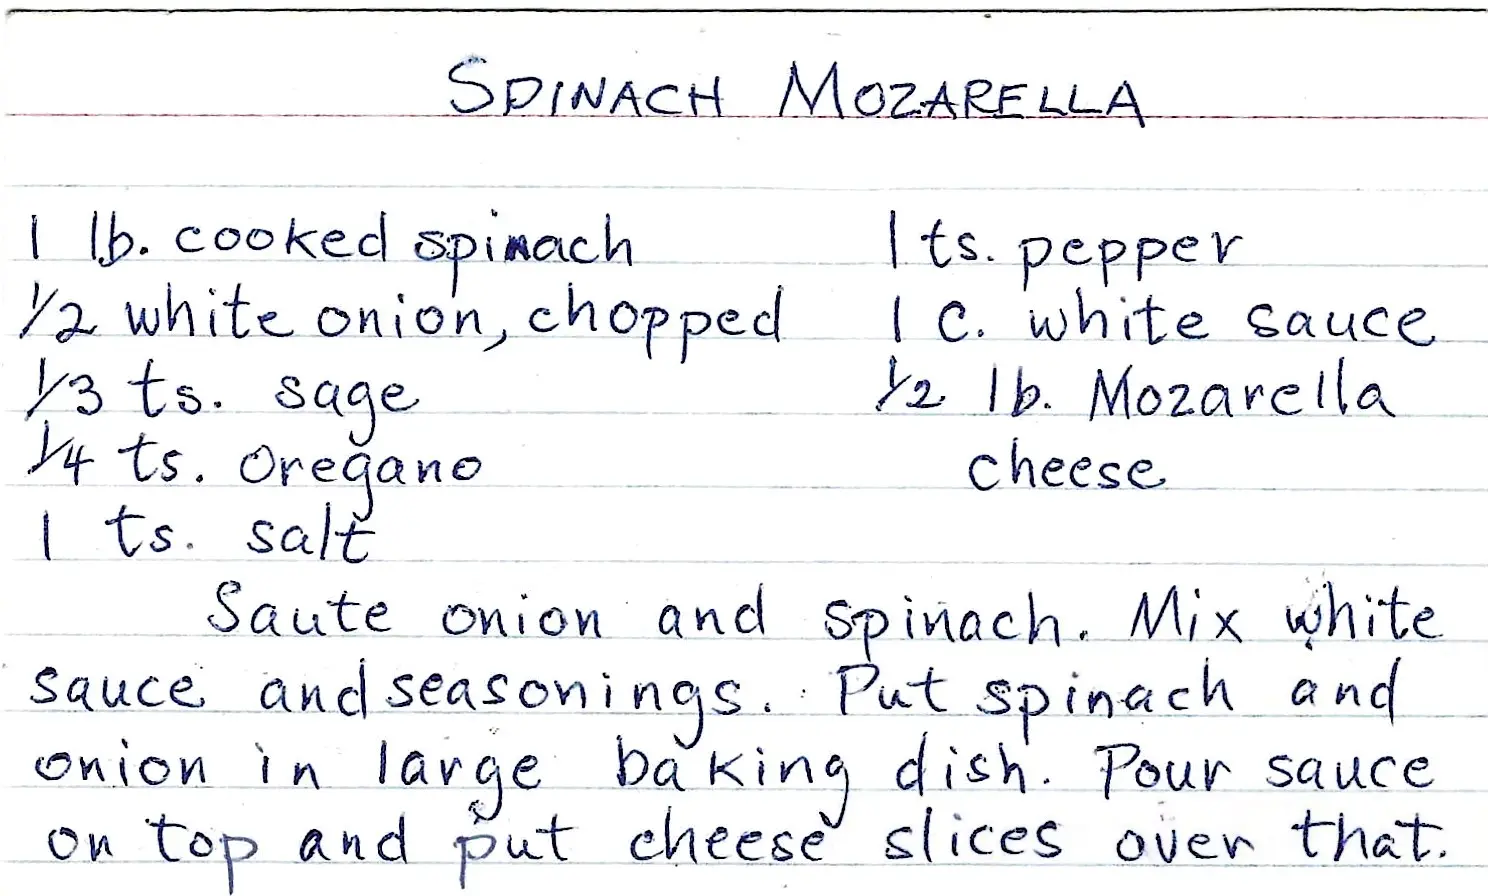 SPINACH MOZARELLA
1 lb. cooked spinach
1/2 white onion, chopped
1/3 ts. sage
1/4 ts. oregano
1 ts. salt
1 ts. pepper
1 c. white sauce
1/2 lb. Mozarella
cheese
Saute onion and spinach. Mix white
sauce and seasonings. Put spinach and
onion in large baking dish. Pour sauce
on top and put cheese slices over that.